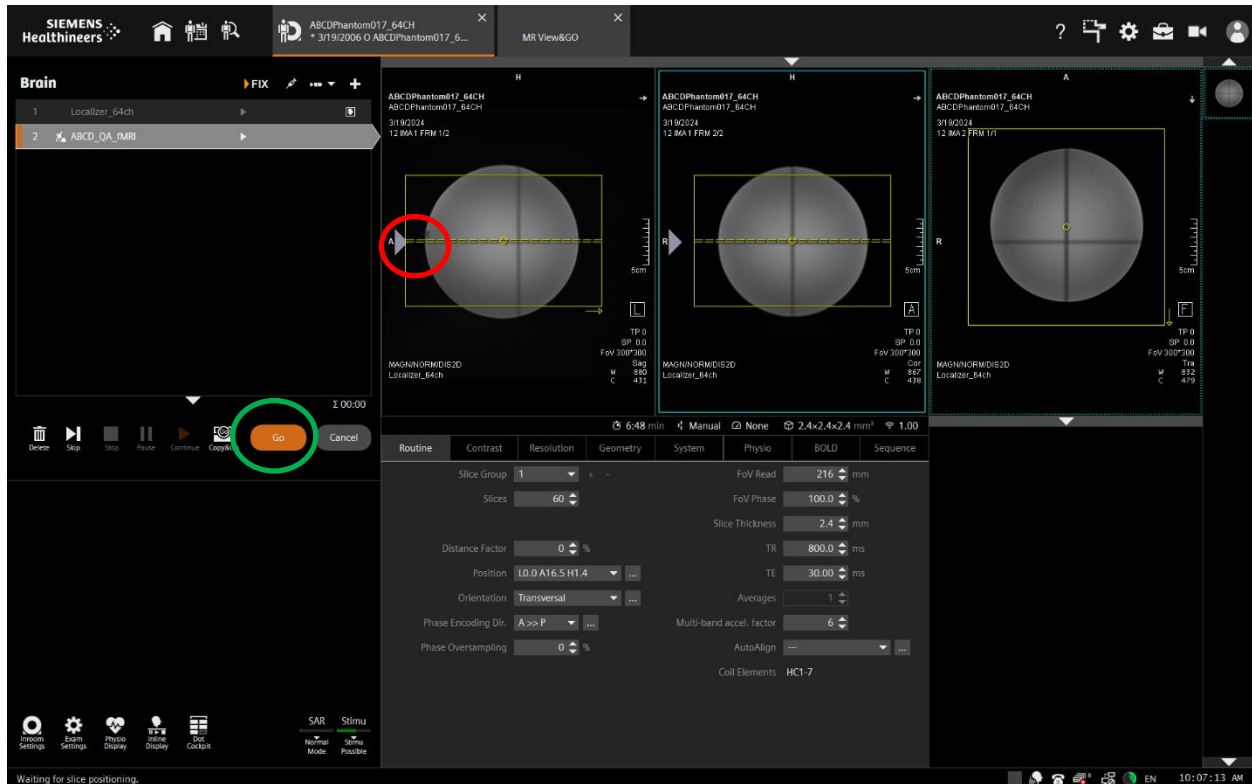 SIEMENS
Healthineers
ABCDPhantom017_64CH
* 3/19/2006 O ABCDPhantom017_6...
MR View&GO
?
Brain
FIX
1 Localizer_64ch
2 ABCD_QA_fMRI
Σ 00:00
Delete
Skip
Stop
Pause
Continue
Go
Cancel
H
ABCDPhantom017_64CH
ABCDPhantom017_64CH
3/19/2024
12 IMA 1 FRM 1/2
A
5cm
L
TP 0
SP 0.0
FoV 300*300
Sag
W 880
C 431
MAGN/NORM/DIS2D
Localizer_64ch
H
ABCDPhantom017_64CH
ABCDPhantom017_64CH
3/19/2024
12 IMA 1 FRM 2/2
R
5cm
A
TP 0
SP 0.0
FoV 300*300
Cor
W 867
C 438
MAGN/NORM/DIS2D
Localizer_64ch
A
ABCDPhantom017_64CH
ABCDPhantom017_64CH
3/19/2024
12 IMA 2 FRM 1/1
R
5cm
F
TP 0
SP 0.0
FoV 300*300
Tra
W 832
C 479
MAGN/NORM/DIS2D
Localizer_64ch
6:48 min Manual None 2.4×2.4×2.4 mm³ 1.00
Routine Contrast Resolution Geometry System Physio BOLD Sequence
Slice Group 1 + -
FoV Read 216 mm
Slices 60
FoV Phase 100.0 %
Slice Thickness 2.4 mm
Distance Factor 0 %
TR 800.0 ms
Position L0.0 A16.5 H1.4 ...
TE 30.00 ms
Orientation Transversal ...
Averages 1
Phase Encoding Dir. A >> P ...
Multi-band accel. factor 6
Phase Oversampling 0 %
AutoAlign --- ...
Coil Elements HC1-7
Inroom
Settings
Exam
Settings
Physio
Display
Inline
Display
Dot
Cockpit
SAR
Normal
Mode
Stimu
Stimu
Possible
Waiting for slice positioning.
EN 10:07:13 AM